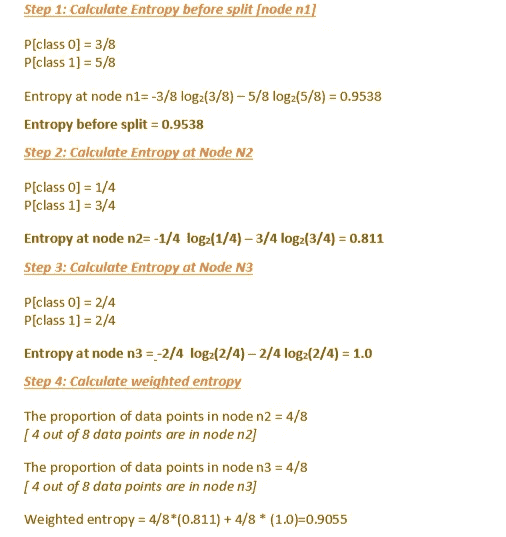 Step 1: Calculate Entropy before split [node n1]
P[class 0] = 3/8
P[class 1] = 5/8
Entropy at node n1= -3/8 log₂(3/8) – 5/8 log₂(5/8) = 0.9538
Entropy before split = 0.9538
Step 2: Calculate Entropy at Node N2
P[class 0] = 1/4
P[class 1] = 3/4
Entropy at node n2= -1/4 log₂(1/4) – 3/4 log₂(3/4) = 0.811
Step 3: Calculate Entropy at Node N3
P[class 0] = 2/4
P[class 1] = 2/4
Entropy at node n3 = -2/4 log₂(2/4) – 2/4 log₂(2/4) = 1.0
Step 4: Calculate weighted entropy
The proportion of data points in node n2 = 4/8
[ 4 out of 8 data points are in node n2]
The proportion of data points in node n3 = 4/8
[ 4 out of 8 data points are in node n3]
Weighted entropy = 4/8*(0.811) + 4/8 * (1.0)=0.9055